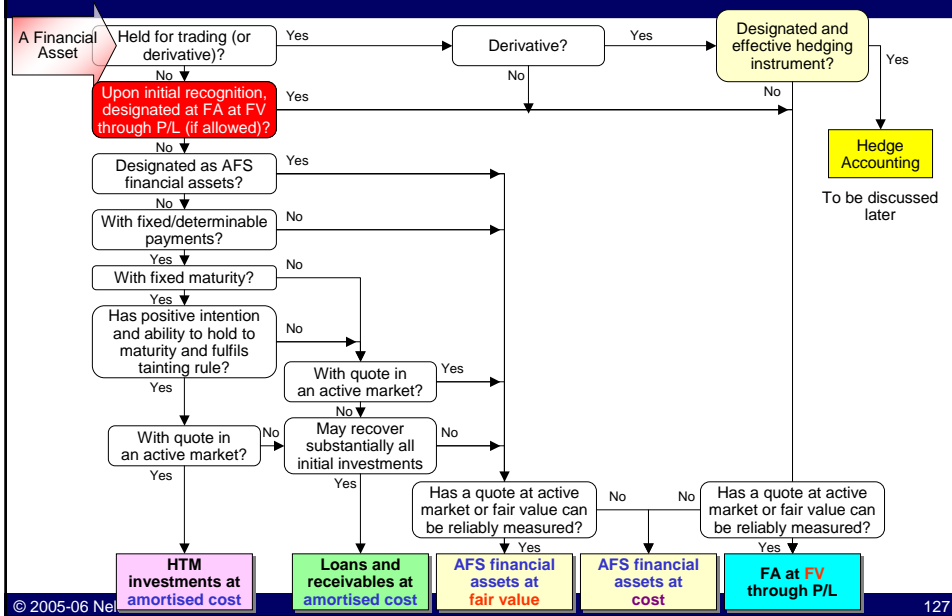 A Financial
Asset
Held for trading (or
derivative)?
Yes
Derivative?
Yes
Designated and
effective hedging
instrument?
Yes
No
No
No
Upon initial recognition,
designated at FA at FV
through P/L (if allowed)?
Yes
Hedge
Accounting
To be discussed
later
No
Designated as AFS
financial assets?
Yes
No
With fixed/determinable
payments?
No
Yes
With fixed maturity?
No
Yes
Has positive intention
and ability to hold to
maturity and fulfils
tainting rule?
No
Yes
With quote in
an active market?
Yes
No
With quote in
an active market?
No
May recover
substantially all
initial investments
No
Yes
Yes
Has a quote at active
market or fair value can
be reliably measured?
No
No
Has a quote at active
market or fair value can
be reliably measured?
Yes
Yes
HTM
investments at
amortised cost
Loans and
receivables at
amortised cost
AFS financial
assets at
fair value
AFS financial
assets at
cost
FA at FV
through P/L
© 2005-06
127